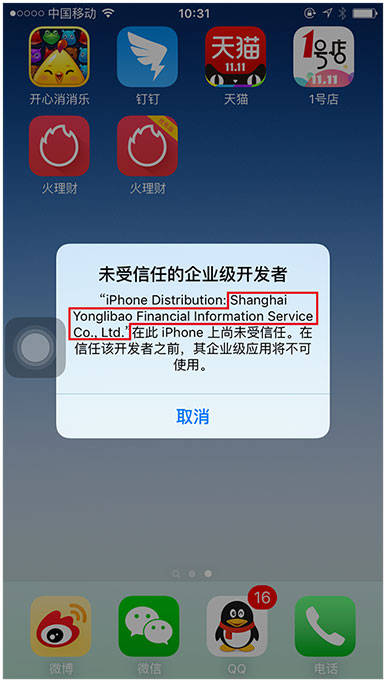 中国移动
10:31
天猫
11.11
1号店
11.11
开心消消乐
钉钉
天猫
1号店
火理财
火理财
未受信任的企业级开发者
“iPhone Distribution: Shanghai
Yonglibao Financial Information Service
Co., Ltd.”在此 iPhone 上尚未受信任。在
信任该开发者之前，其企业级应用将不可
使用。
取消
16
微博
微信
QQ
电话